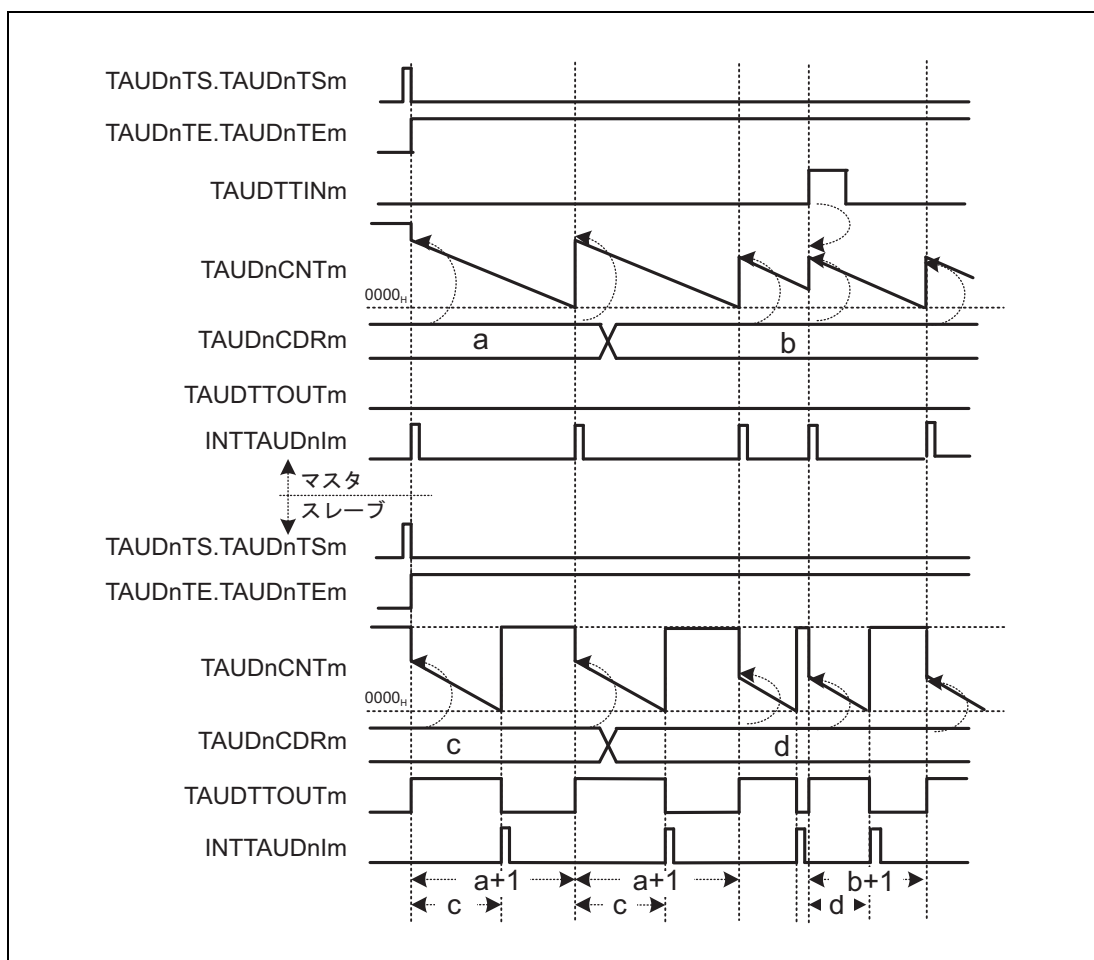 TAUDnTS.TAUDnTSm
TAUDnTE.TAUDnTEm
TAUDTTINm
TAUDnCNTm
0000H
TAUDnCDRm
a
b
TAUDTTOUTm
INTTAUDnIm
マスタ
スレーブ
TAUDnTS.TAUDnTSm
TAUDnTE.TAUDnTEm
TAUDnCNTm
0000H
TAUDnCDRm
c
d
TAUDTTOUTm
INTTAUDnIm
a+1 a+1 b+1
c c d